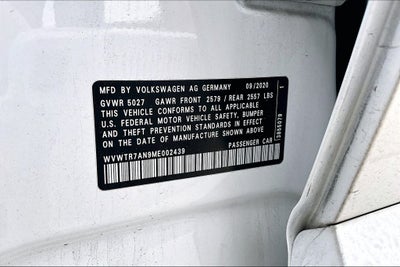 MFD BY VOLKSWAGEN AG GERMANY 09/2020
GVWR 5027 GAWR FRONT 2579 / REAR 2557 LBS
THIS VEHICLE CONFORMS TO ALL APPLICABLE
U.S. FEDERAL MOTOR VEHICLE SAFETY, BUMPER,
AND THEFT PREVENTION STANDARDS IN EFFECT
ON THE DATE OF MANUFACTURE SHOWN ABOVE
WVWTR7AN9ME002439 PASSENGER CAR